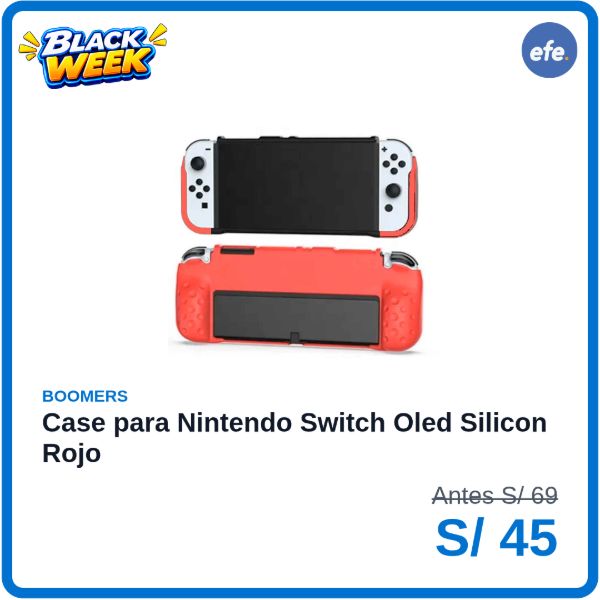 BLACK
WEEK
efe.
BOOMERS
Case para Nintendo Switch Oled Silicon
Rojo
Antes S/ 69
S/ 45